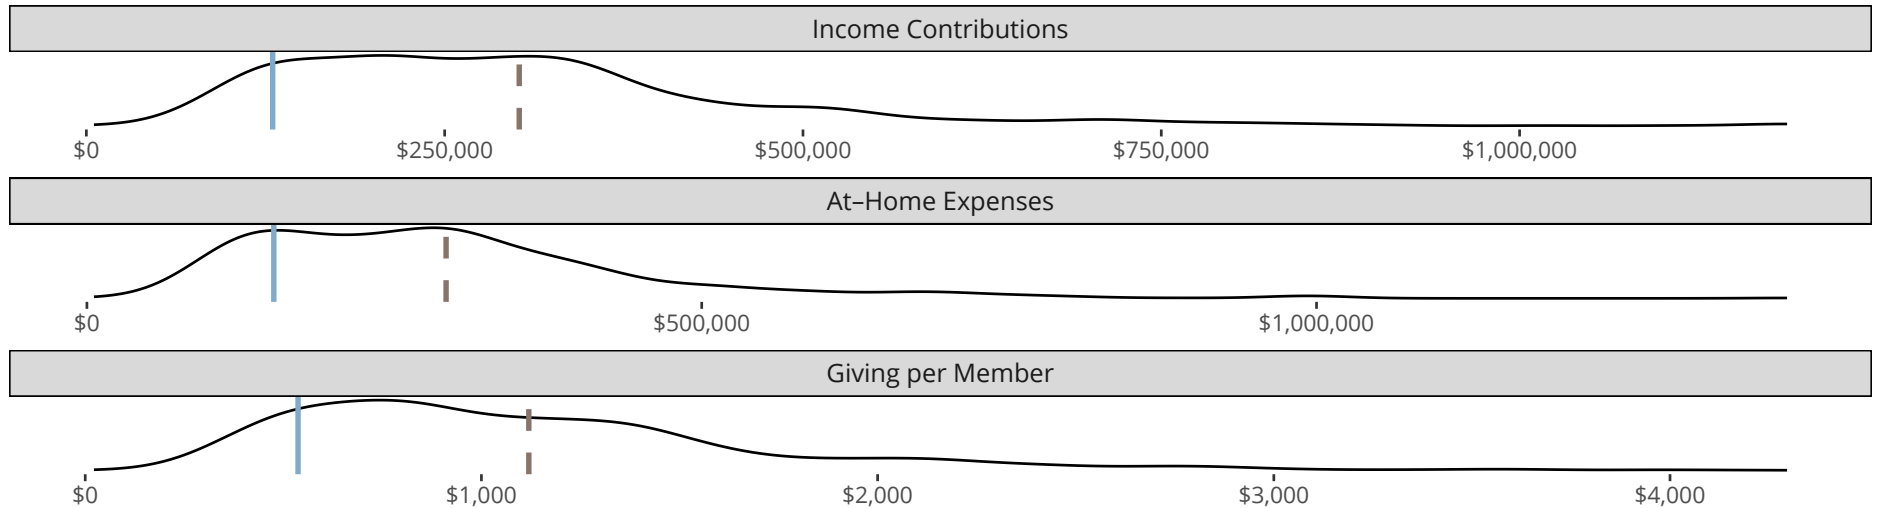 Income Contributions
$0 $250,000 $500,000 $750,000 $1,000,000
At–Home Expenses
$0 $500,000 $1,000,000
Giving per Member
$0 $1,000 $2,000 $3,000 $4,000